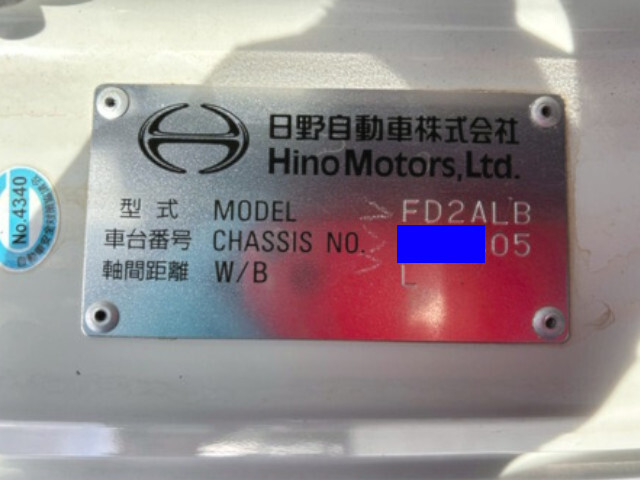 日野自動車株式会社
Hino Motors, Ltd.
型式 MODEL FD2ALB
車台番号 CHASSIS NO. 05
軸間距離 W/B L
No.4340